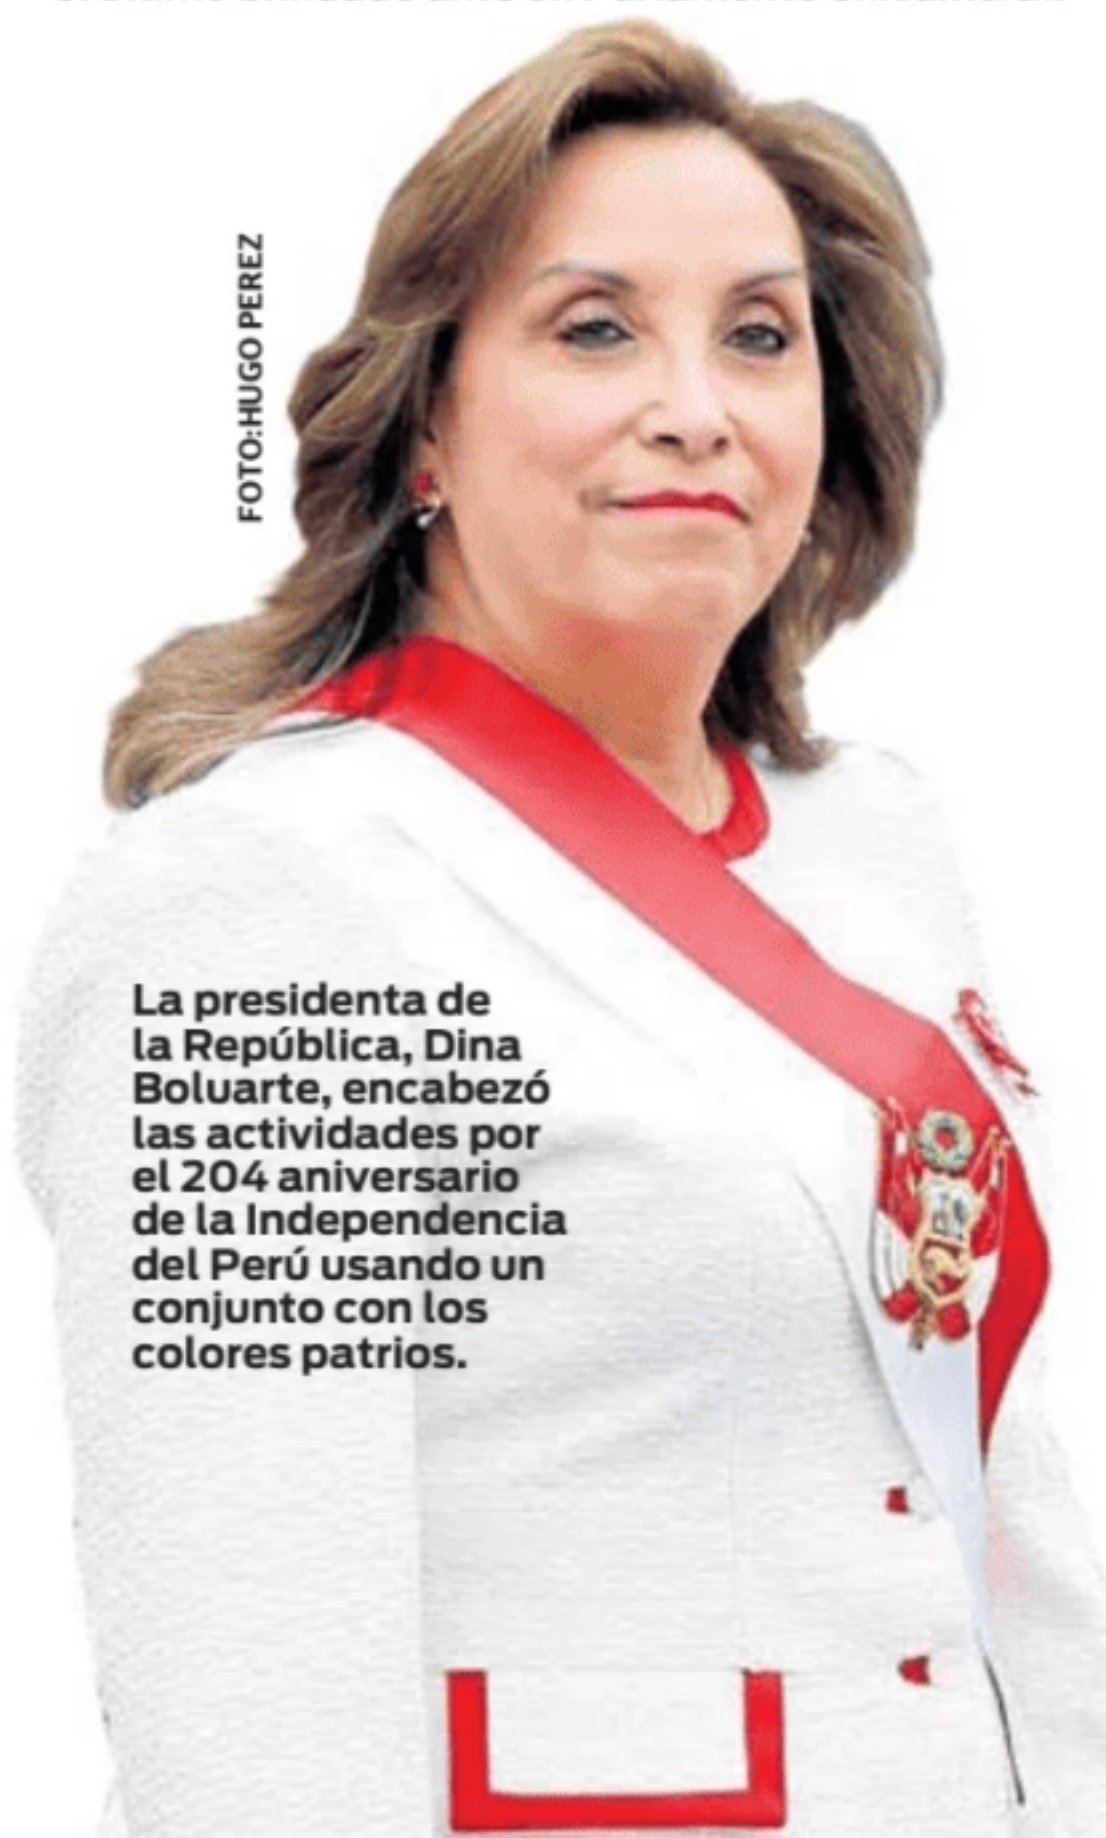 FOTO:HUGO PEREZ
La presidenta de
la República, Dina
Boluarte, encabezó
las actividades por
el 204 aniversario
de la Independencia
del Perú usando un
conjunto con los
colores patrios.